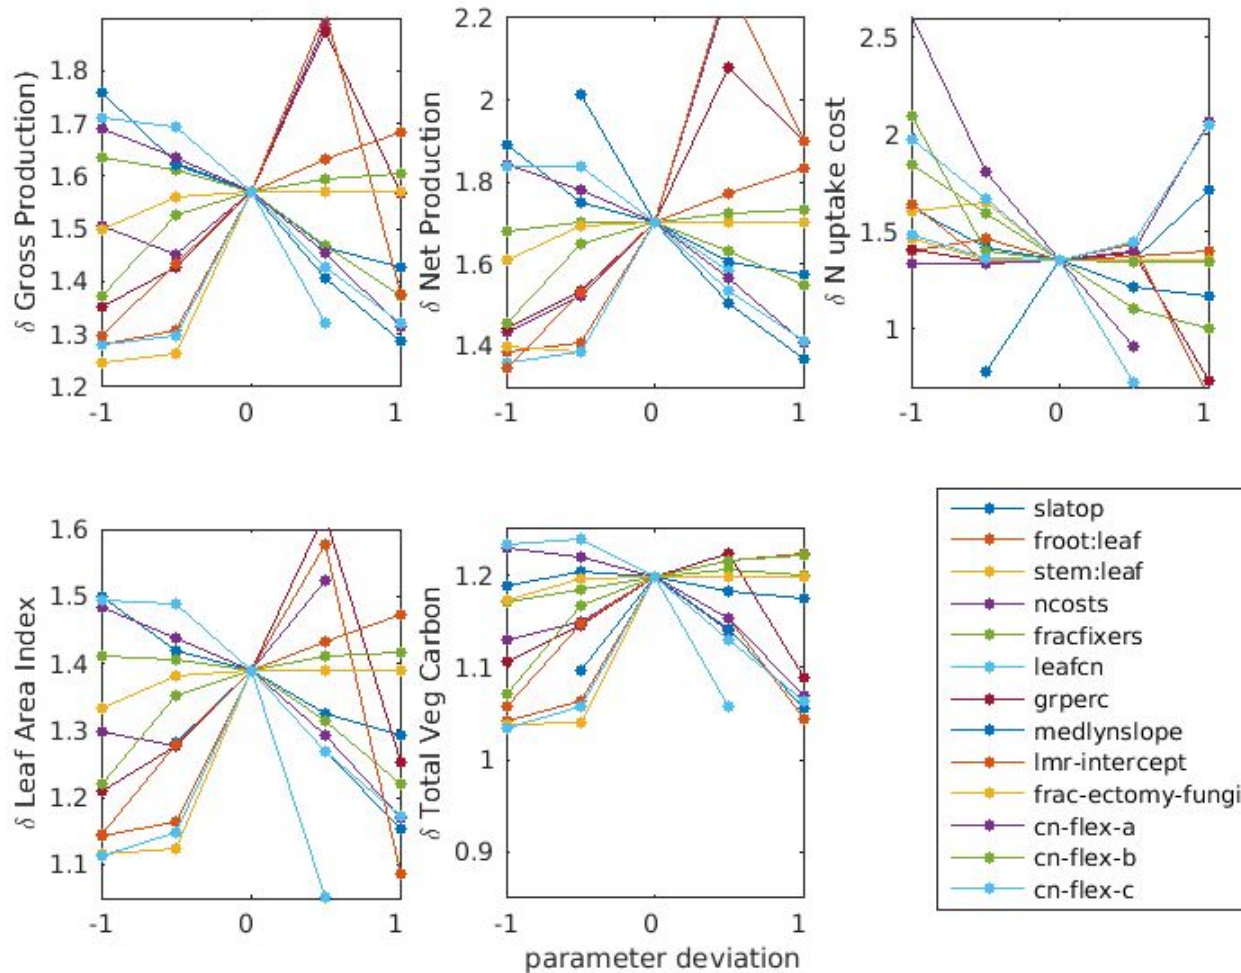 δ Gross Production)
1.8
1.7
1.6
1.5
1.4
1.3
1.2
-1 0 1
δ Net Production
2.2
2
1.8
1.6
1.4
-1 0 1
δ N uptake cost
2.5
2
1.5
1
-1 0 1
δ Leaf Area Index
1.6
1.5
1.4
1.3
1.2
1.1
-1 0 1
δ Total Veg Carbon
1.2
1.1
1
0.9
-1 0 1
parameter deviation
slatop
froot:leaf
stem:leaf
ncosts
fracfixers
leafcn
grperc
medlynslope
lmr-intercept
frac-ectomy-fungi
cn-flex-a
cn-flex-b
cn-flex-c